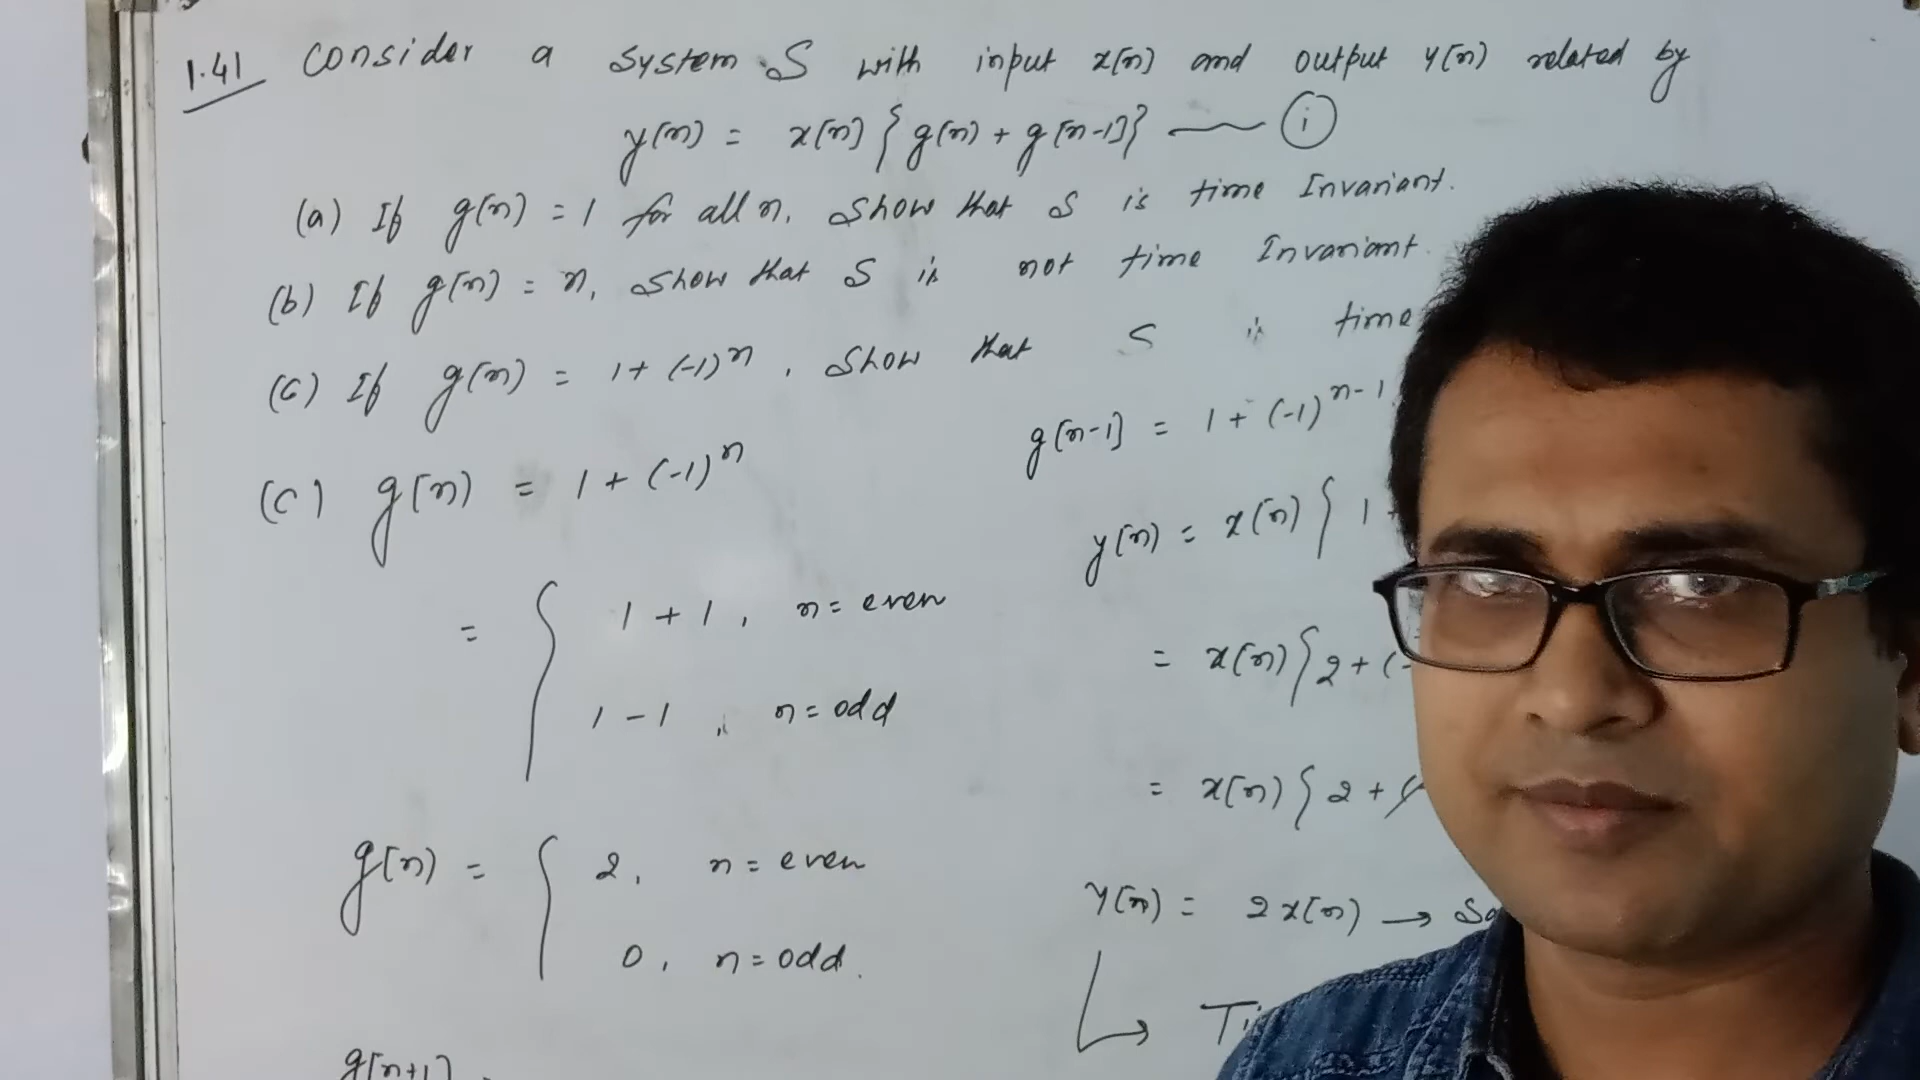 1.41 Consider a system S with input x[n] and output y[n] related by
y[n] = x[n] { g[n] + g[n-1] } — (i)
(a) If g[n] = 1 for all n, show that S is time Invariant.
(b) If g[n] = n, show that S is not time Invariant.
(c) If g[n] = 1 + (-1)^n, show that S is time
(c) g[n] = 1 + (-1)^n
= { 1 + 1, n = even
1 - 1, n = odd
g[n] = { 2, n = even
0, n = odd.
g[n+1]
g[n-1] = 1 + (-1)^n-1
y[n] = x[n] { 1 +
= x[n] { 2 + (-
= x[n] { 2 +
y[n] = 2x[n] →